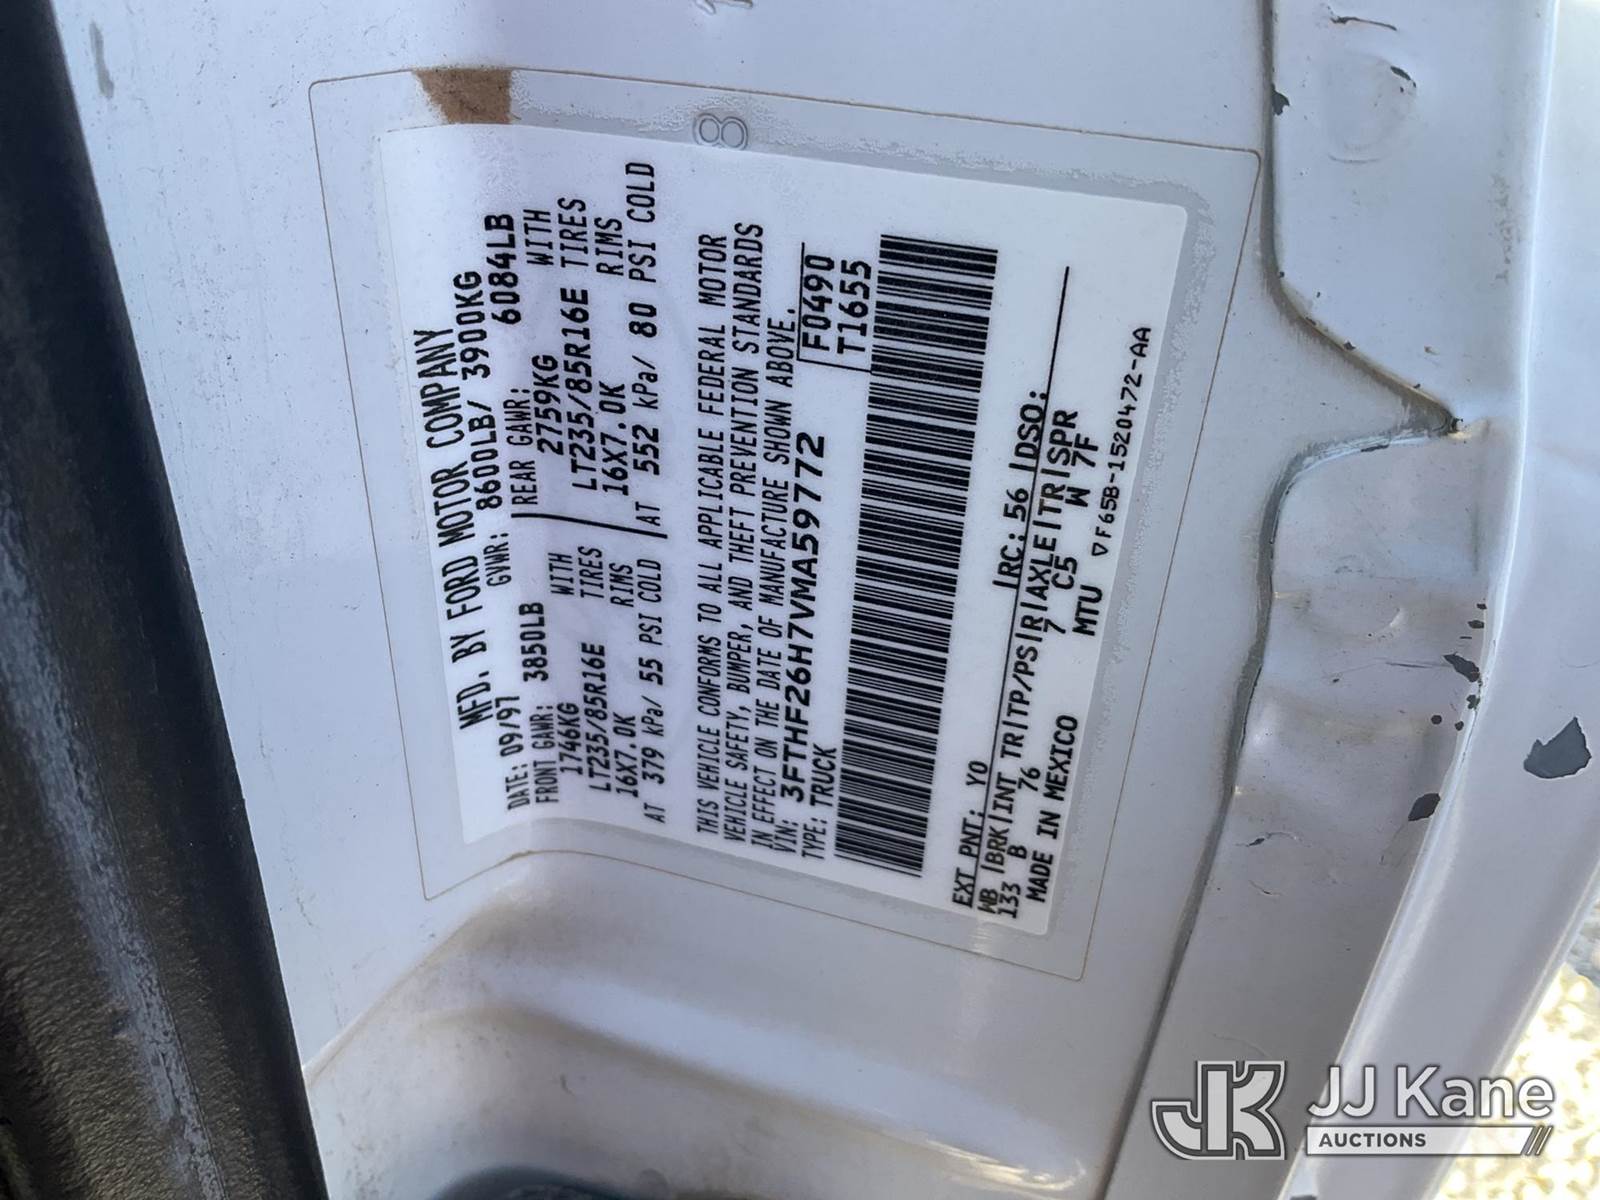 MFD. BY FORD MOTOR COMPANY
DATE: 09/97 GVWR: 8600LB/ 3900KG
FRONT GAWR: 3850LB REAR GAWR: 6084LB
1746KG WITH 2759KG WITH
LT235/85R16E TIRES LT235/85R16E TIRES
16X7.0K RIMS 16X7.0K RIMS
AT 379 kPa/ 55 PSI COLD AT 552 kPa/ 80 PSI COLD
THIS VEHICLE CONFORMS TO ALL APPLICABLE FEDERAL MOTOR
VEHICLE SAFETY, BUMPER, AND THEFT PREVENTION STANDARDS
IN EFFECT ON THE DATE OF MANUFACTURE SHOWN ABOVE.
VIN: 3FTHF26H7VMA59772 F0490
TYPE: TRUCK T1655
EXT PNT: YO RC: 56 DSO:
WB BRK INT TR TP/PS R AXLE TR SPR
133 B 76 7 C5 W 7F
MADE IN MEXICO MTU
F65B-1520472-AA
8
JK JJ Kane
AUCTIONS